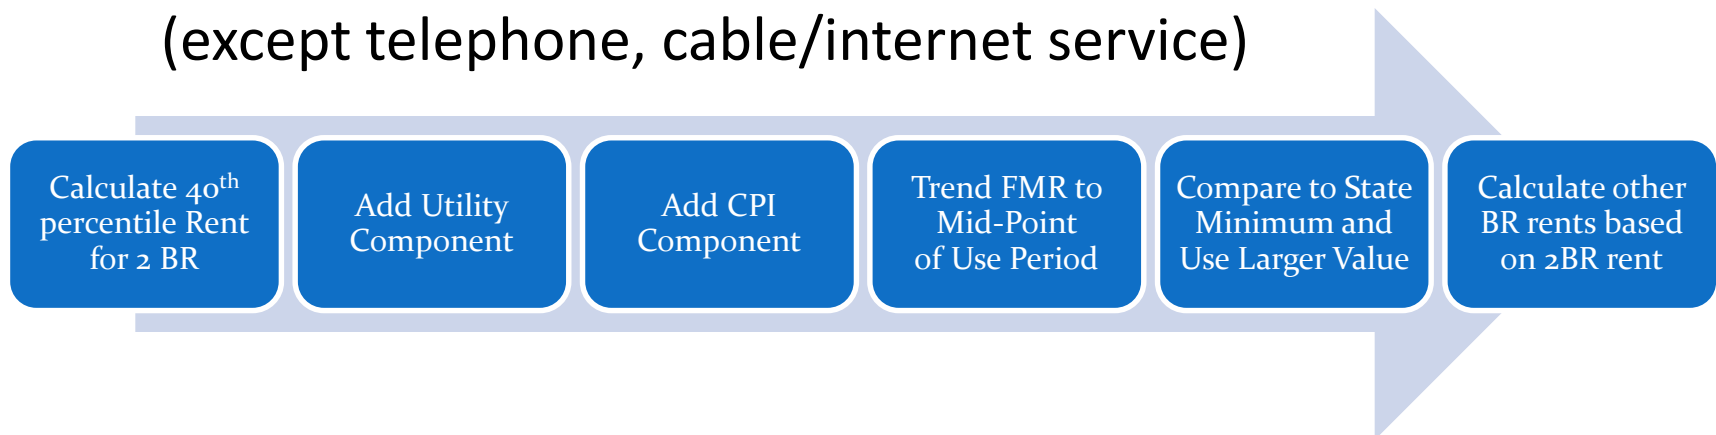 (except telephone, cable/internet service)
Calculate 40th
percentile Rent
for 2 BR
Add Utility
Component
Add CPI
Component
Trend FMR to
Mid-Point
of Use Period
Compare to State
Minimum and
Use Larger Value
Calculate other
BR rents based
on 2BR rent